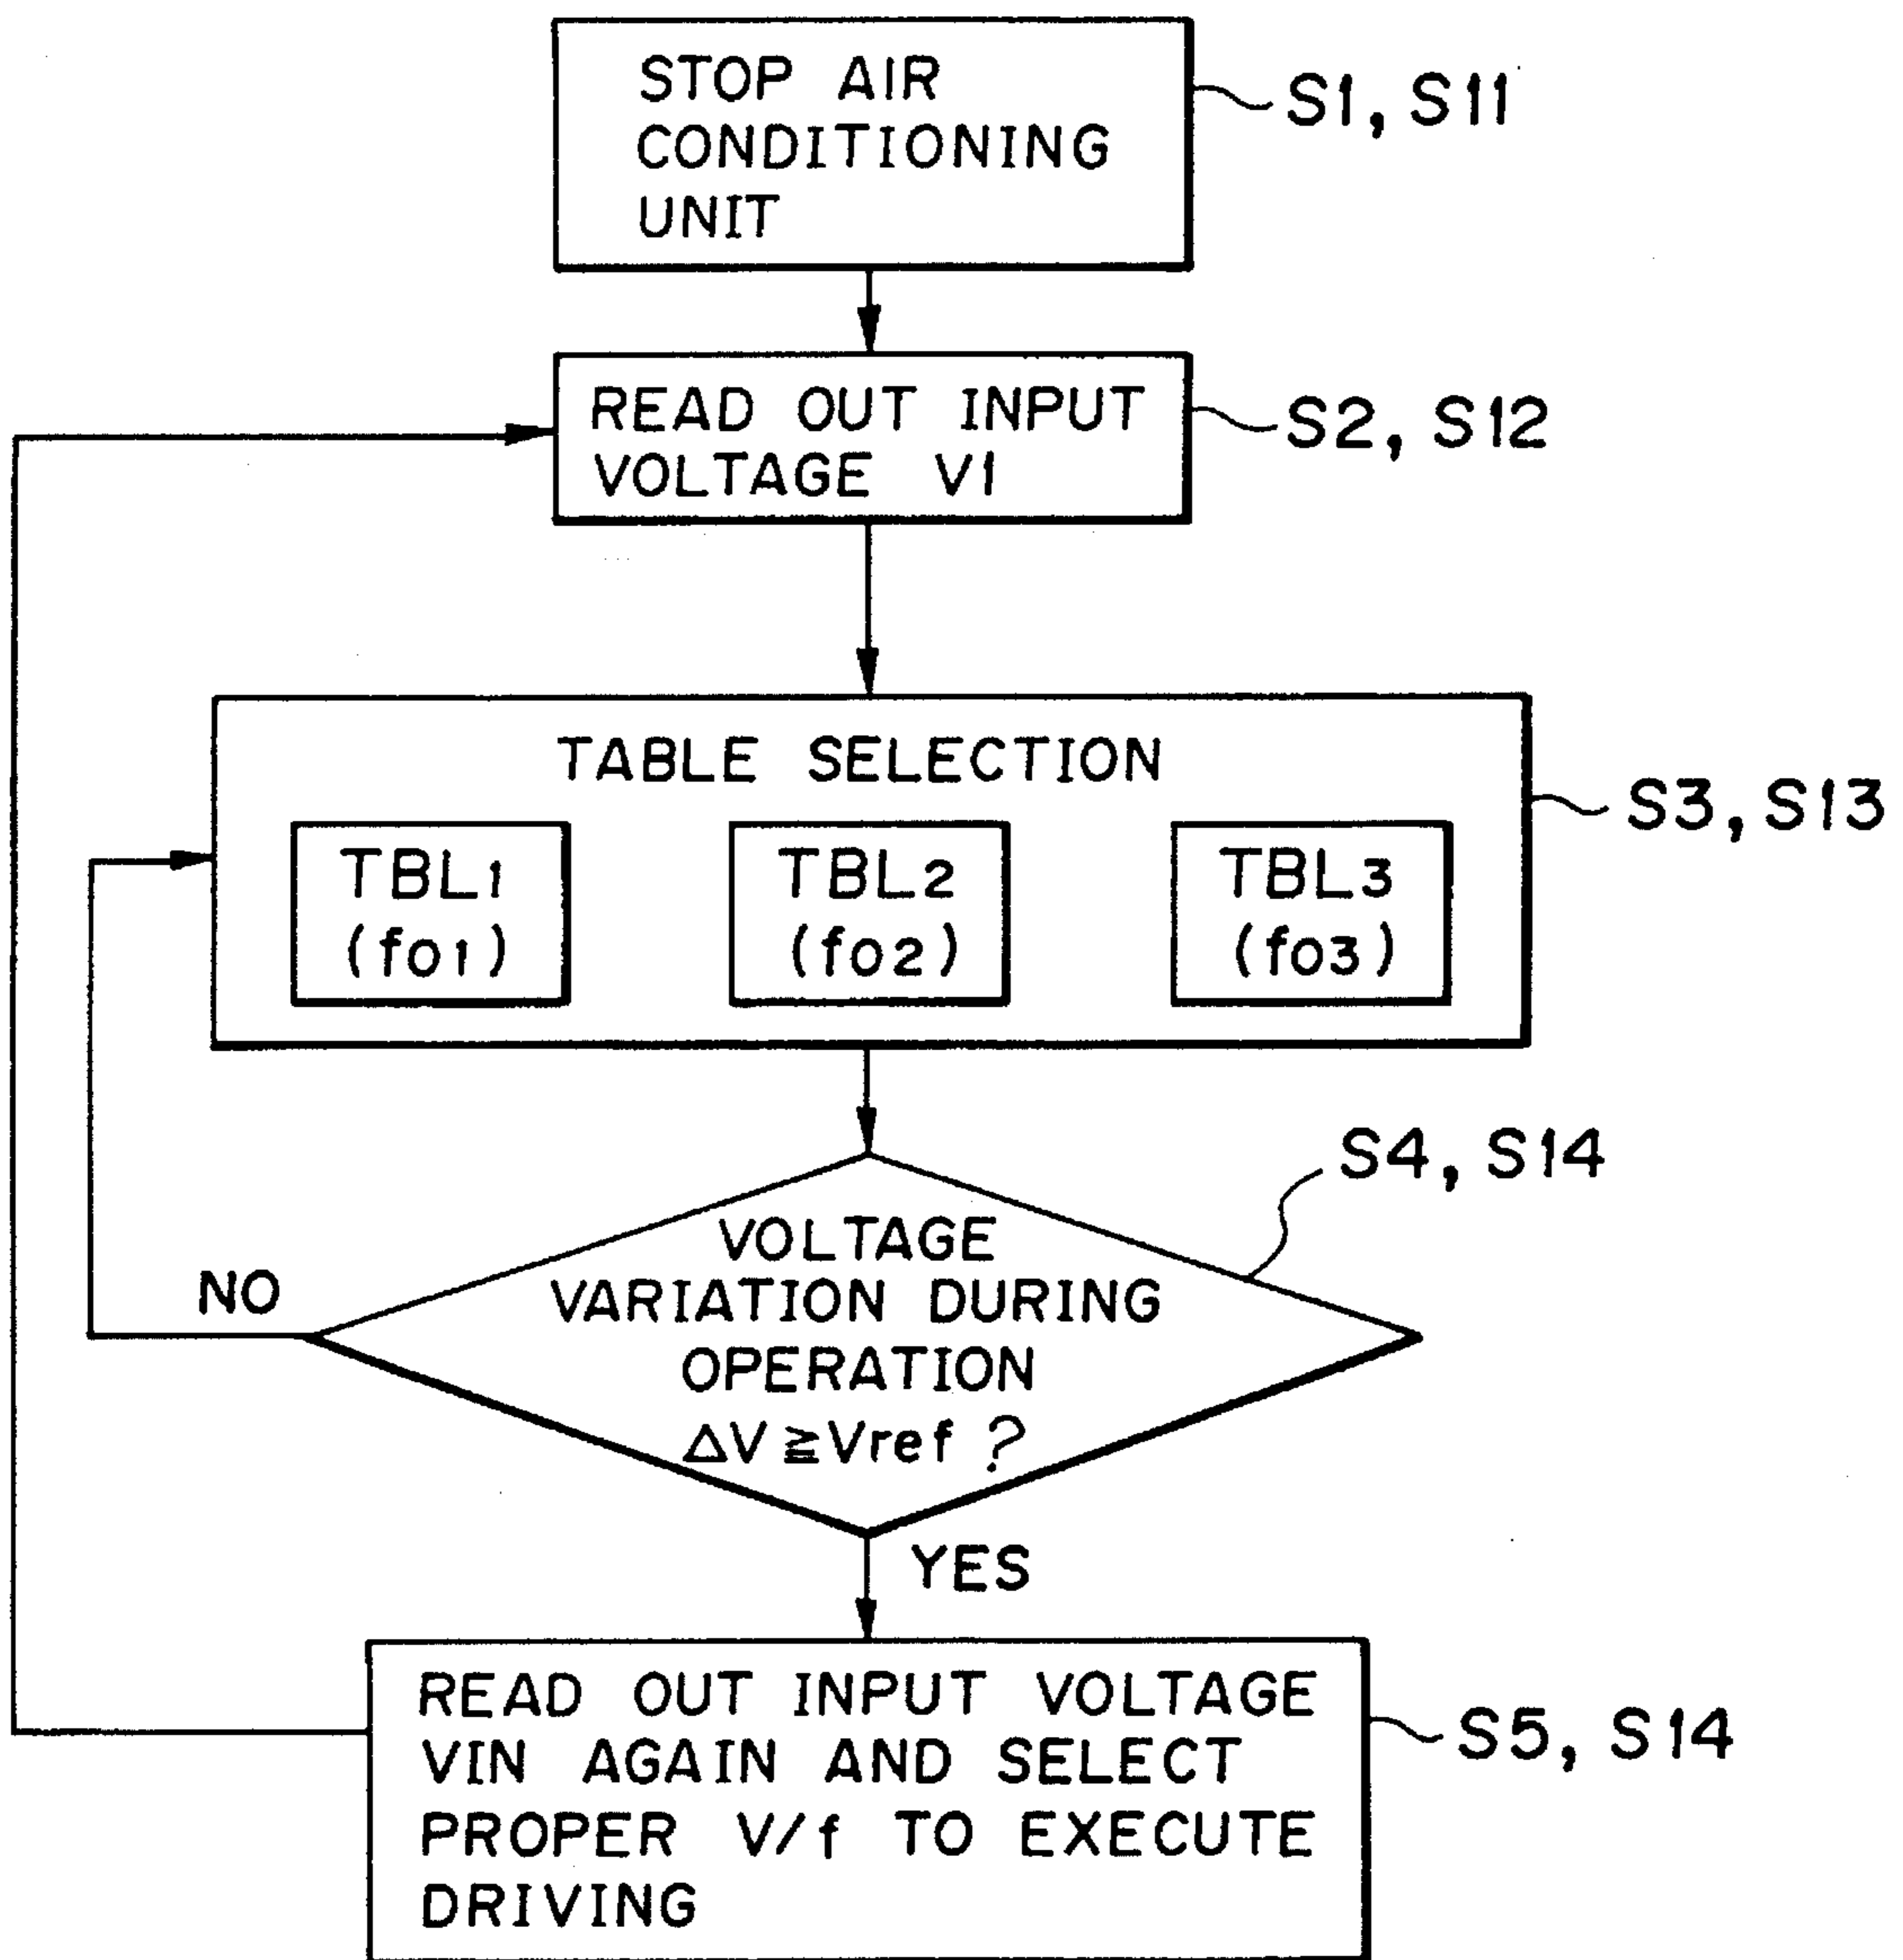 STOP AIR
CONDITIONING
UNIT
S1, S11
READ OUT INPUT
VOLTAGE V1
S2, S12
TABLE SELECTION
S3, S13
TBL1
(fo1)
TBL2
(fo2)
TBL3
(fo3)
S4, S14
VOLTAGE
VARIATION DURING
OPERATION
ΔV≧Vref ?
NO
YES
READ OUT INPUT VOLTAGE
VIN AGAIN AND SELECT
PROPER V/f TO EXECUTE
DRIVING
S5, S14